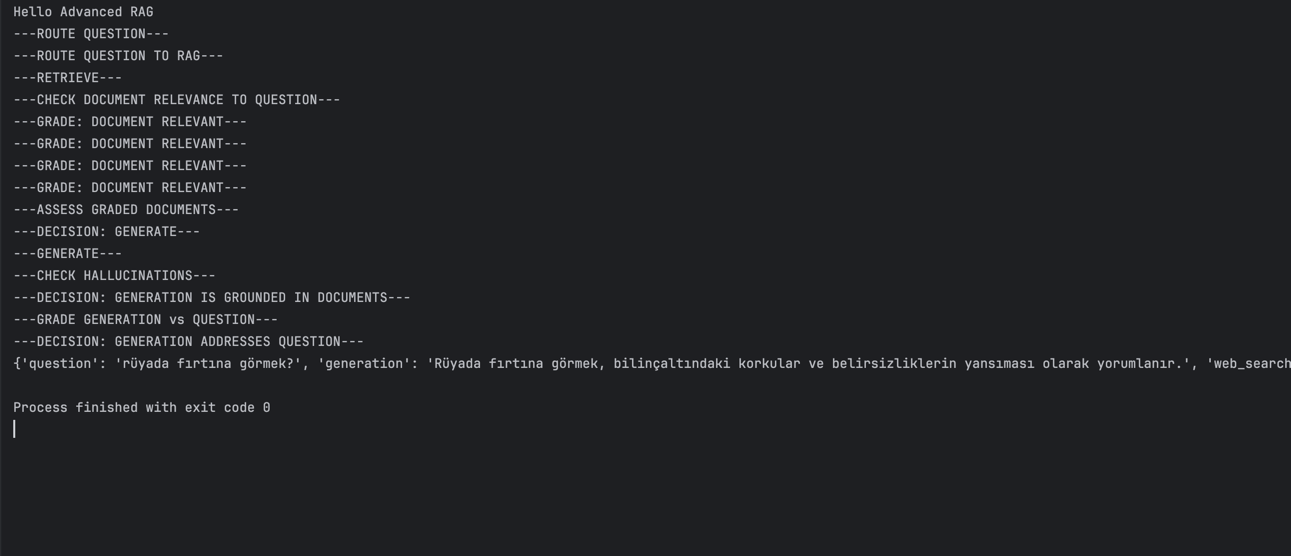 Hello Advanced RAG
---ROUTE QUESTION---
---ROUTE QUESTION TO RAG---
---RETRIEVE---
---CHECK DOCUMENT RELEVANCE TO QUESTION---
---GRADE: DOCUMENT RELEVANT---
---GRADE: DOCUMENT RELEVANT---
---GRADE: DOCUMENT RELEVANT---
---GRADE: DOCUMENT RELEVANT---
---ASSESS GRADED DOCUMENTS---
---DECISION: GENERATE---
---GENERATE---
---CHECK HALLUCINATIONS---
---DECISION: GENERATION IS GROUNDED IN DOCUMENTS---
---GRADE GENERATION vs QUESTION---
---DECISION: GENERATION ADDRESSES QUESTION---
{'question': 'rüyada fırtına görmek?', 'generation': 'Rüyada fırtına görmek, bilinçaltındaki korkular ve belirsizliklerin yansıması olarak yorumlanır.', 'web_search
Process finished with exit code 0